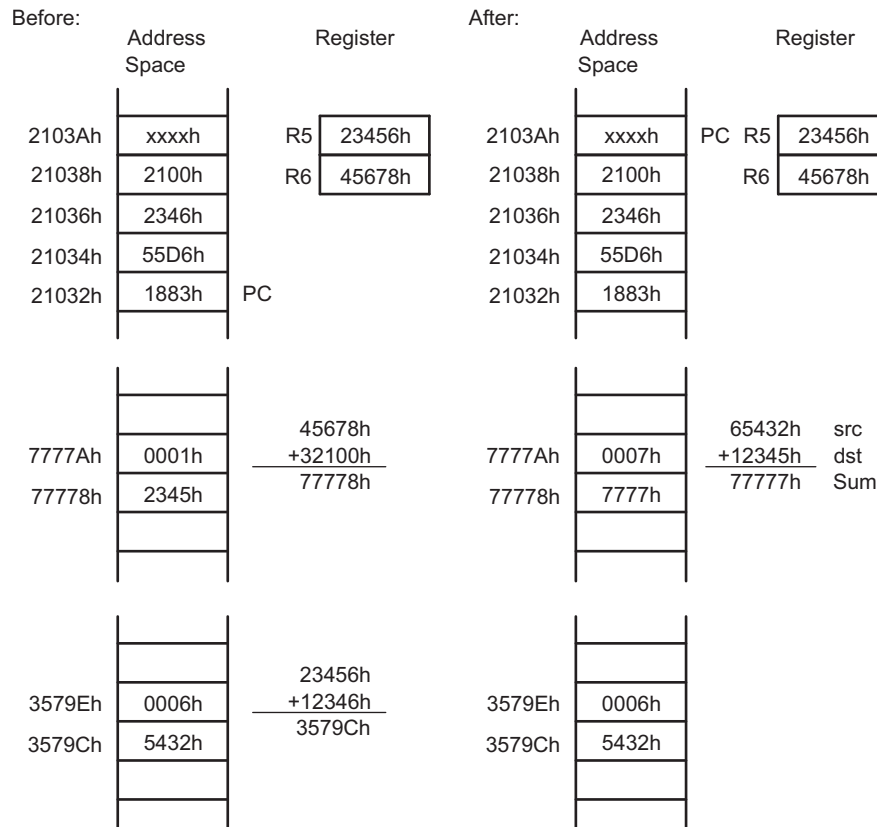 Before:
Address Space
Register
2103Ah xxxxh R5 23456h
21038h 2100h R6 45678h
21036h 2346h
21034h 55D6h
21032h 1883h PC
45678h
7777Ah 0001h +32100h
77778h 2345h 77778h
23456h
3579Eh 0006h +12346h
3579Ch 5432h 3579Ch
After:
Address Space
Register
2103Ah xxxxh PC R5 23456h
21038h 2100h R6 45678h
21036h 2346h
21034h 55D6h
21032h 1883h
65432h src
7777Ah 0007h +12345h dst
77778h 7777h 77777h Sum
3579Eh 0006h
3579Ch 5432h